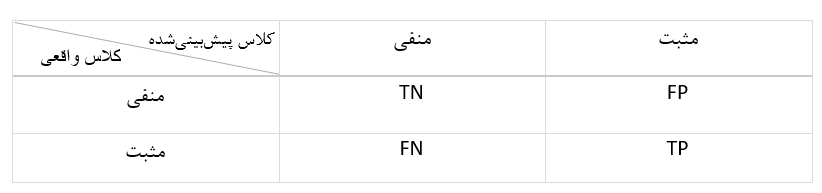 کلاس پیش‌بینی‌شده
کلاس واقعی
منفی
مثبت
منفی
TN
FP
مثبت
FN
TP